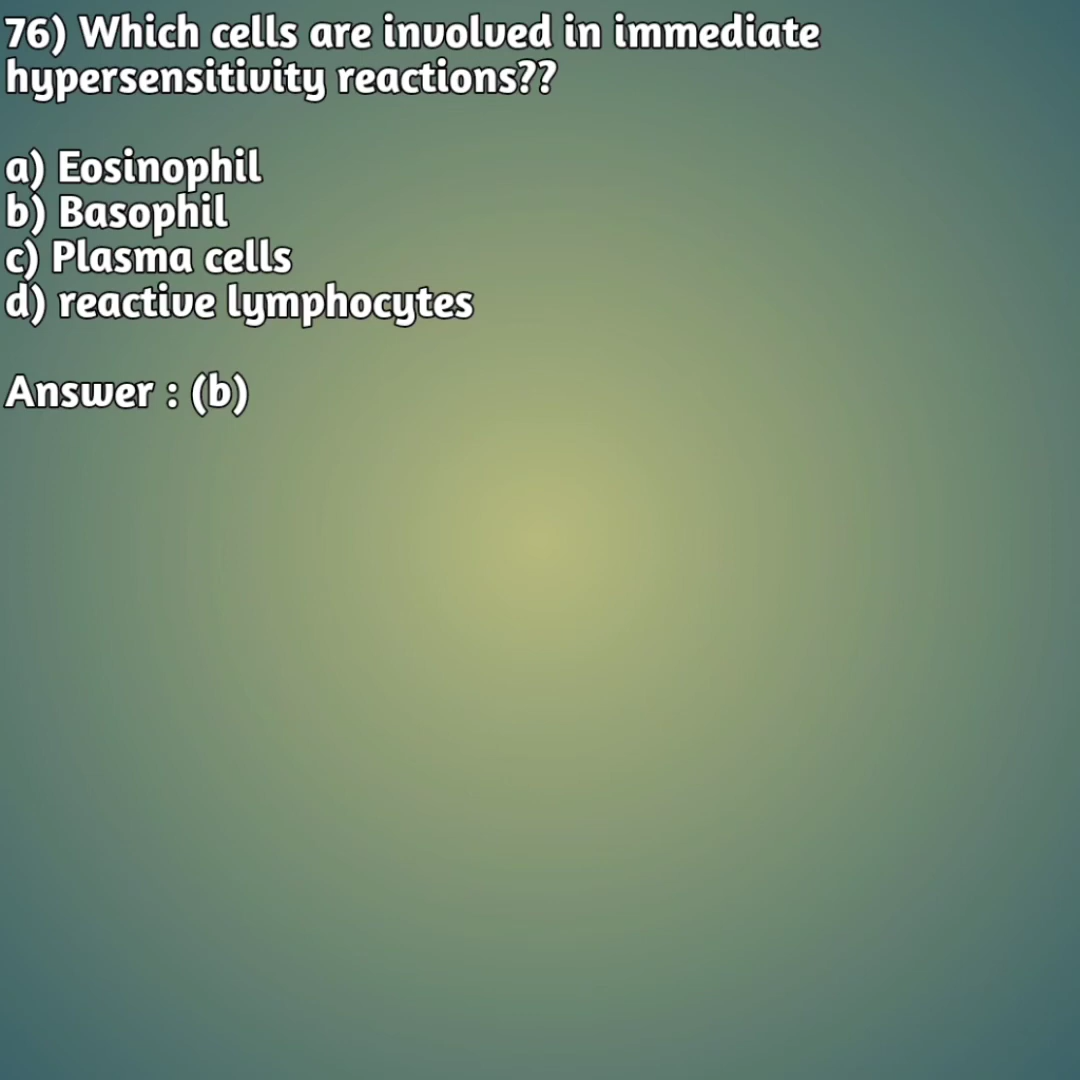 76) Which cells are involved in immediate
hypersensitivity reactions??
a) Eosinophil
b) Basophil
c) Plasma cells
d) reactive lymphocytes
Answer : (b)